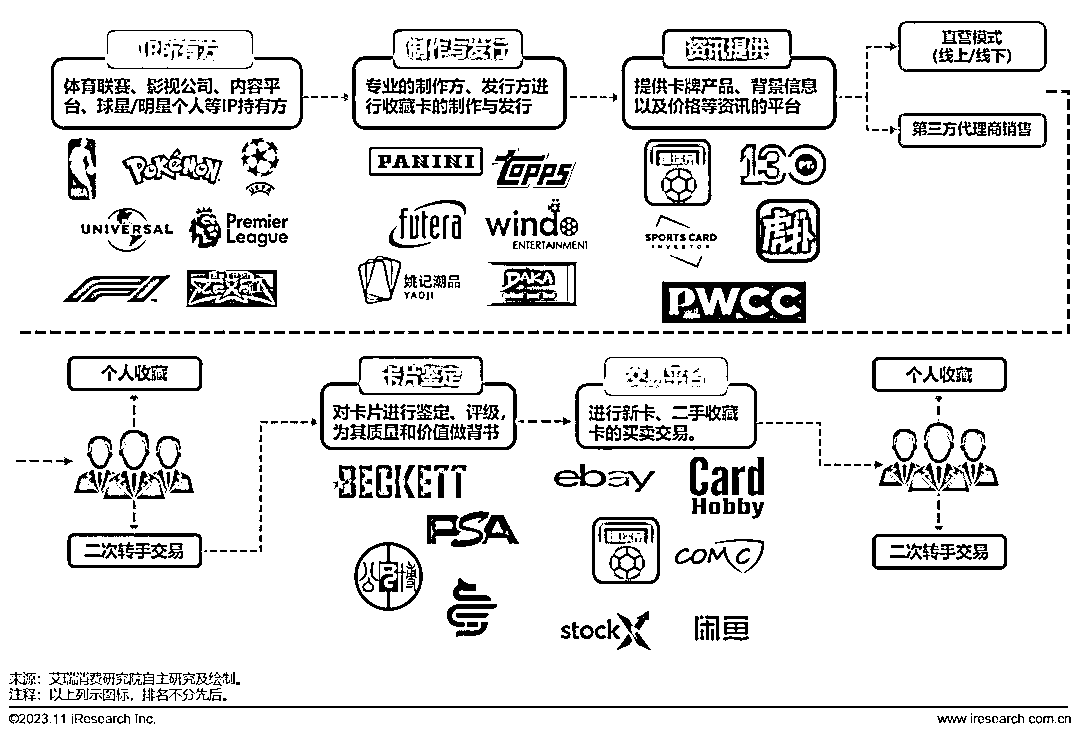 IP所有方
体育联赛、影视公司、内容平
台、球星/明星个人等IP持有方
制作与发行
专业的制作方、发行方进
行收藏卡的制作与发行
资讯提供
提供卡牌产品、背景信息
以及价格等资讯的平台
直营模式
(线上/线下)
第三方代理商销售
NBA
POKéMON
UEFA
UNIVERSAL
Premier
League
F1
PANINI
topps
futera
windo
ENTERTAINMENT
姚记潮品
YAOJI
DAKA
130
SPORTS CARD
INVESTOR
虎扑
PWCC
个人收藏
二次转手交易
卡片鉴定
对卡片进行鉴定、评级，
为其质量和价值做背书
BECKETT
PSA
公博
交易平台
进行新卡、二手收藏
卡的买卖交易。
ebay
Card
Hobby
COMC
stockX
闲鱼
个人收藏
二次转手交易
来源：艾瑞消费研究院自主研究及绘制。
注释：以上列示图标，排名不分先后。
©2023.11 iResearch Inc.
www.iresearch.com.cn